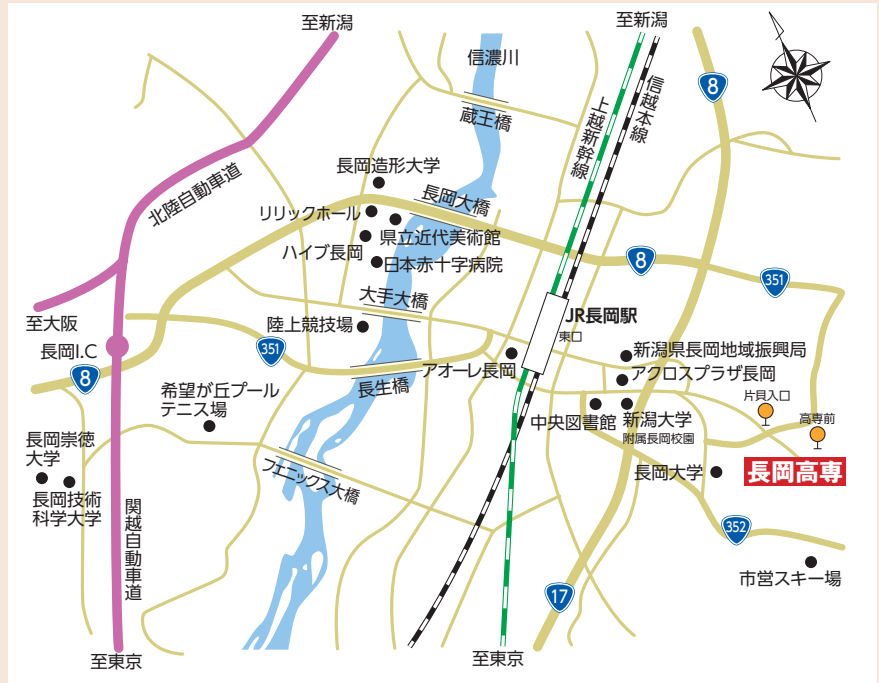 至新潟
至新潟
信濃川
8
蔵王橋
上越新幹線
信越本線
長岡造形大学
北陸自動車道
長岡大橋
リリックホール
県立近代美術館
ハイブ長岡
日本赤十字病院
8
351
大手大橋
至大阪
陸上競技場
JR長岡駅
東口
長岡I.C
351
新潟県長岡地域振興局
8
長生橋
アオーレ長岡
アクロスプラザ長岡
希望が丘プール
テニス場
片貝入口
中央図書館
新潟大学
附属長岡校園
高専前
長岡崇徳
大学
フェニックス大橋
長岡大学
長岡高専
長岡技術
科学大学
関越自動車道
352
市営スキー場
17
至東京
至東京